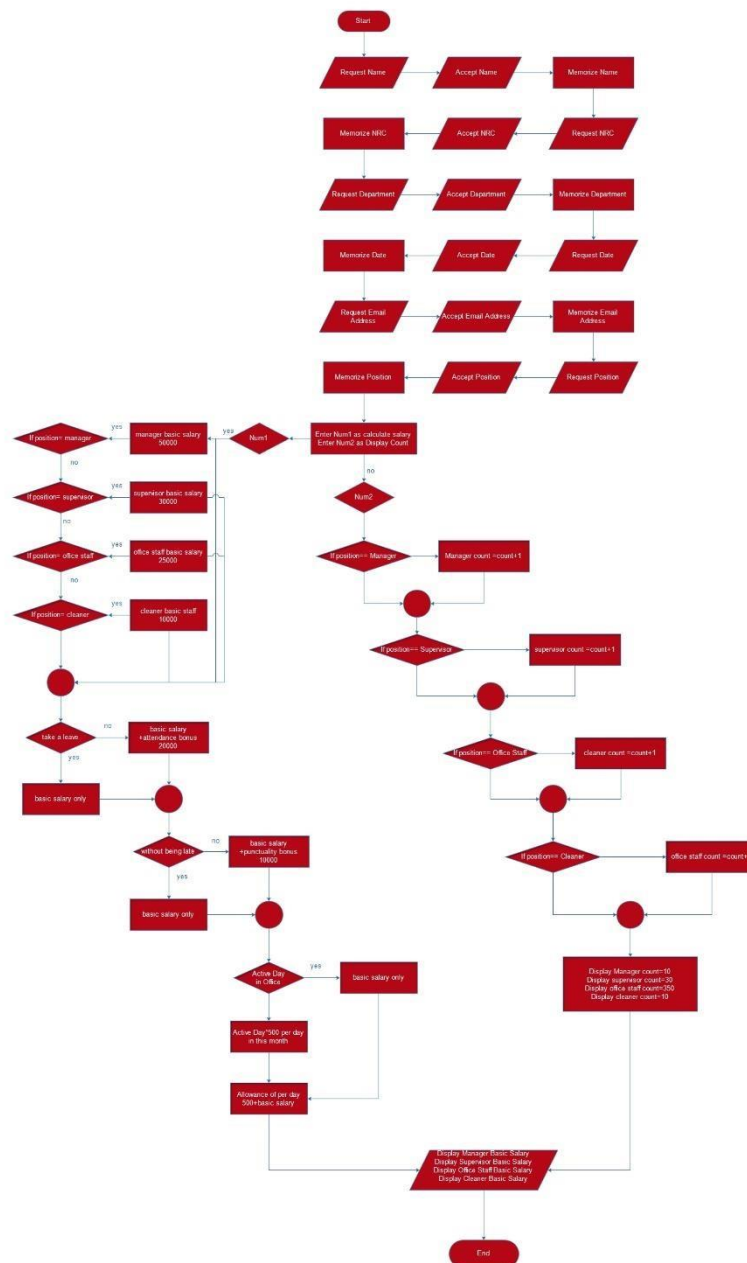 Start
Request Name
Accept Name
Memorize Name
Memorize NRC
Accept NRC
Request NRC
Request Department
Accept Department
Memorize Department
Memorize Date
Accept Date
Request Date
Request Email
Address
Accept Email Address
Memorize Email
Address
Memorize Position
Accept Position
Request Position
Enter Num1 as calculate salary
Enter Num2 as Display Count
Num1
yes
manager basic salary
50000
yes
If position= manager
no
supervisor basic salary
30000
yes
If position= supervisor
no
office staff basic salary
25000
yes
If position= office staff
no
cleaner basic staff
10000
yes
If position= cleaner
take a leave
no
basic salary
+attendance bonus
20000
yes
basic salary only
without being late
no
basic salary
+punctuality bonus
10000
yes
basic salary only
Active Day
in Office
yes
basic salary only
Active Day*500 per day
in this month
Allowance of per day
500+basic salary
no
Num2
If position== Manager
Manager count =count+1
If position== Supervisor
supervisor count =count+1
If position== Office Staff
cleaner count =count+1
If position== Cleaner
office staff count =count+
Display Manager count=10
Display supervisor count=30
Display office staff count=350
Display cleaner count=10
Display Manager Basic Salary
Display Supervisor Basic Salary
Display Office Staff Basic Salary
Display Cleaner Basic Salary
End